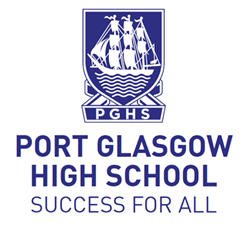 PGHS
PORT GLASGOW
HIGH SCHOOL
SUCCESS FOR ALL